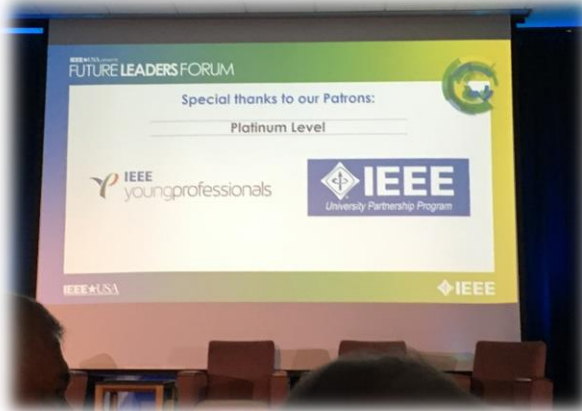 IEEE★USA presents
FUTURE LEADERS FORUM
Special thanks to our Patrons:
Platinum Level
IEEE
youngprofessionals
IEEE
University Partnership Program
IEEE★USA
IEEE